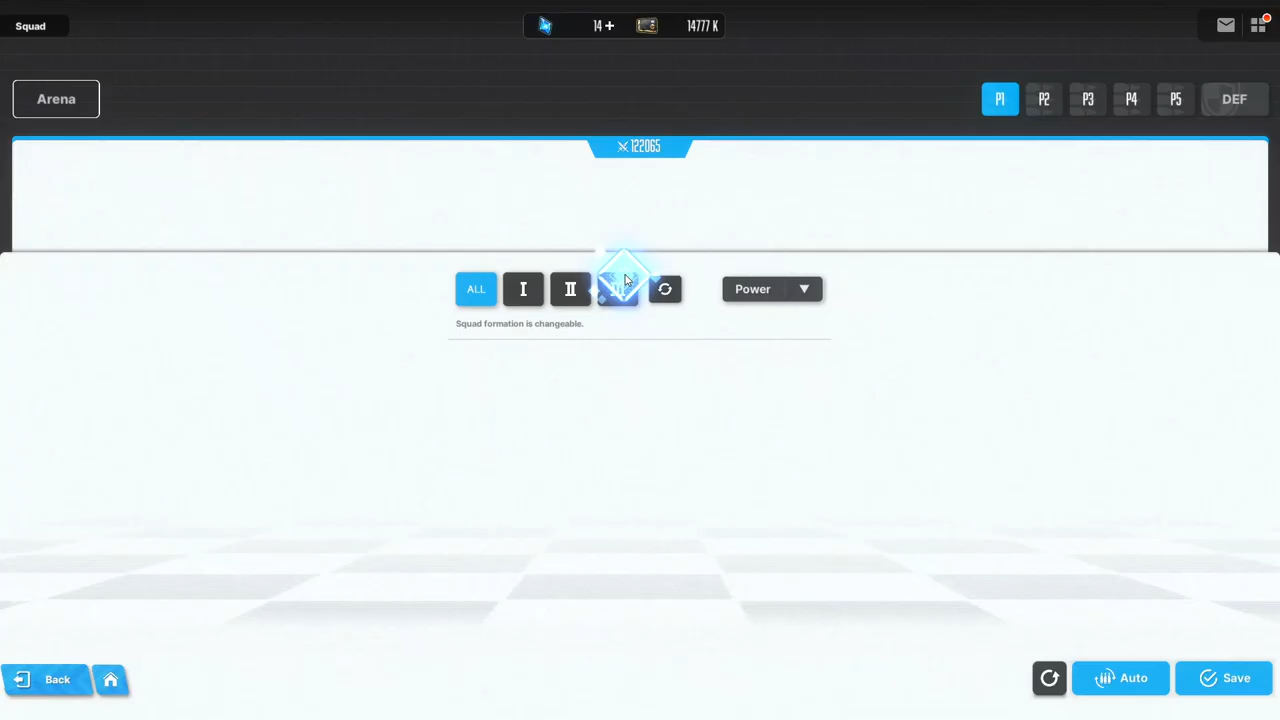 Squad
14 +
14777 K
Arena
P1
P2
P3
P4
P5
DEF
122065
ALL
I
II
Power
Squad formation is changeable.
Back
Auto
Save